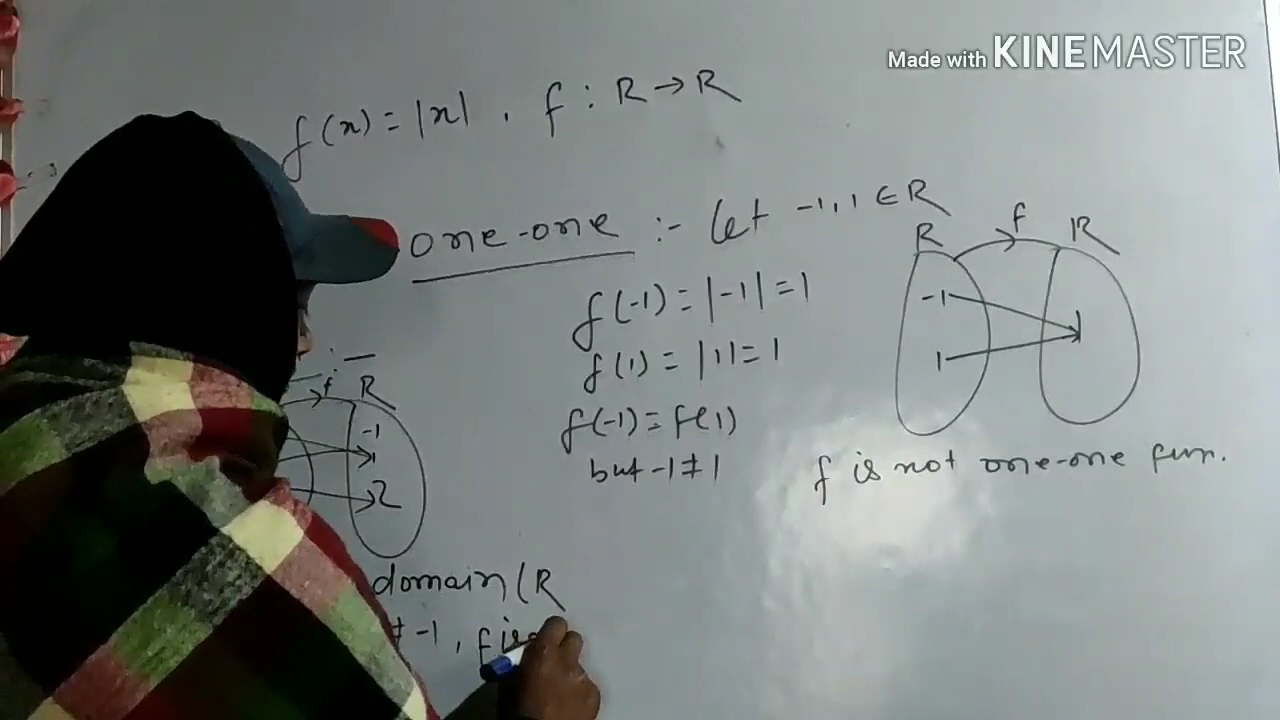 Made with KINEMASTER
f(x) = |x| , f : R → R
one-one :- Let -1, 1 ∈ R
f(-1) = |-1| = 1
f(1) = |1| = 1
f(-1) = f(1)
but -1 ≠ 1
R f R
-1 1
1
f is not one-one fun.
:-
f R
-1
1
2
domain (R
≠ -1 , f is